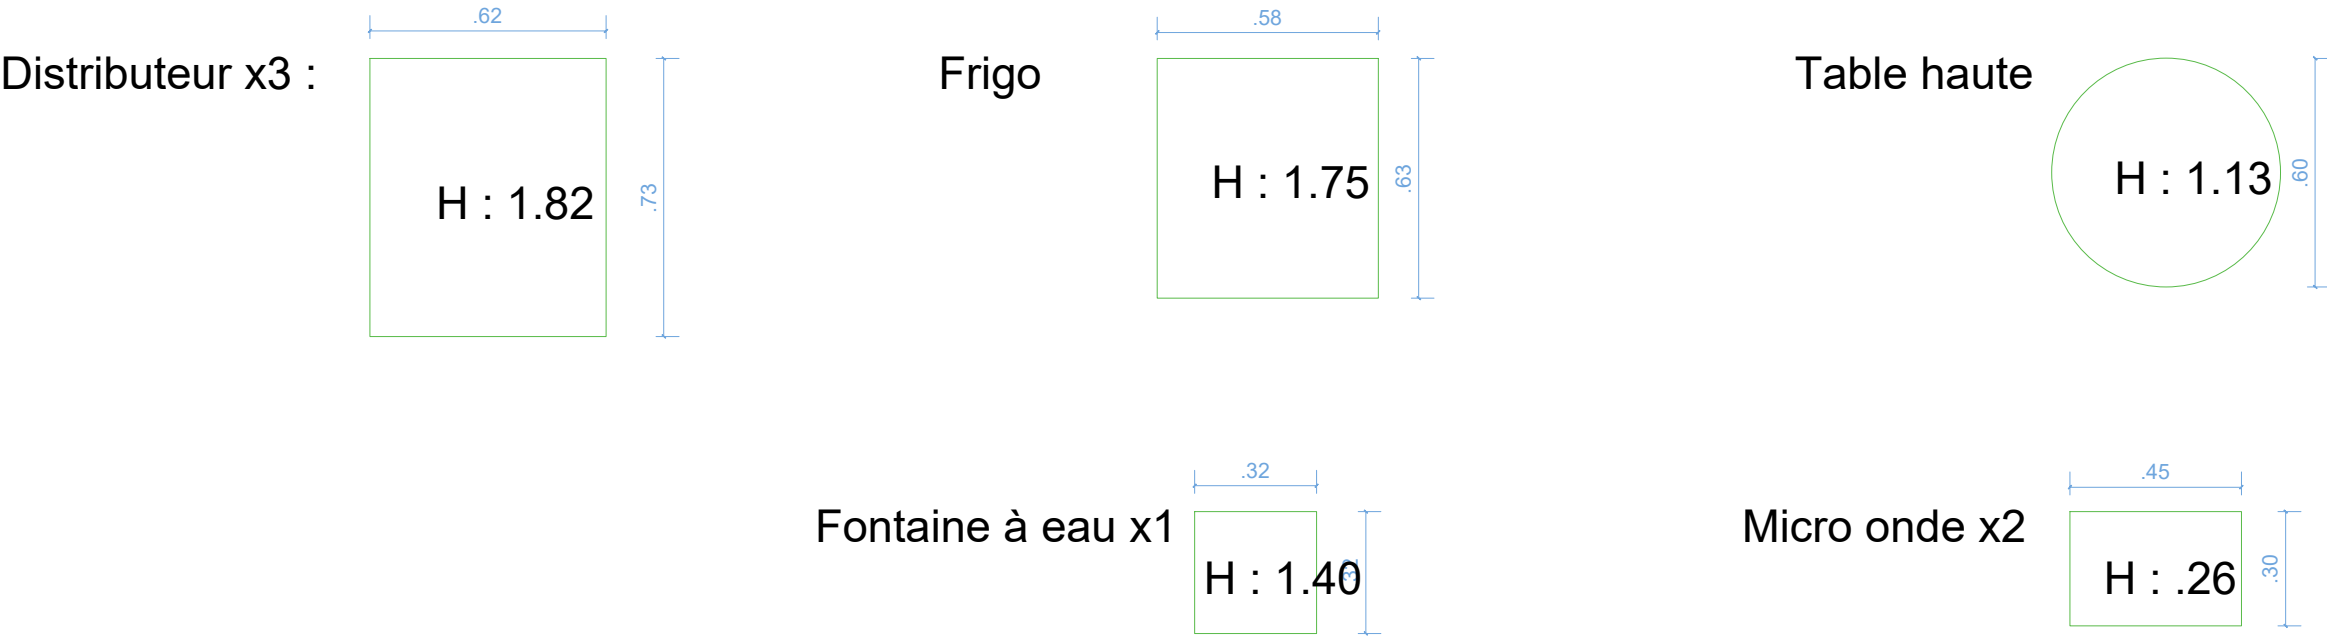 .62
Distributeur x3 :
H : 1.82
.73
.58
Frigo
H : 1.75
.63
Table haute
H : 1.13
.60
.32
Fontaine à eau x1
H : 1.40
.45
Micro onde x2
H : .26
.30